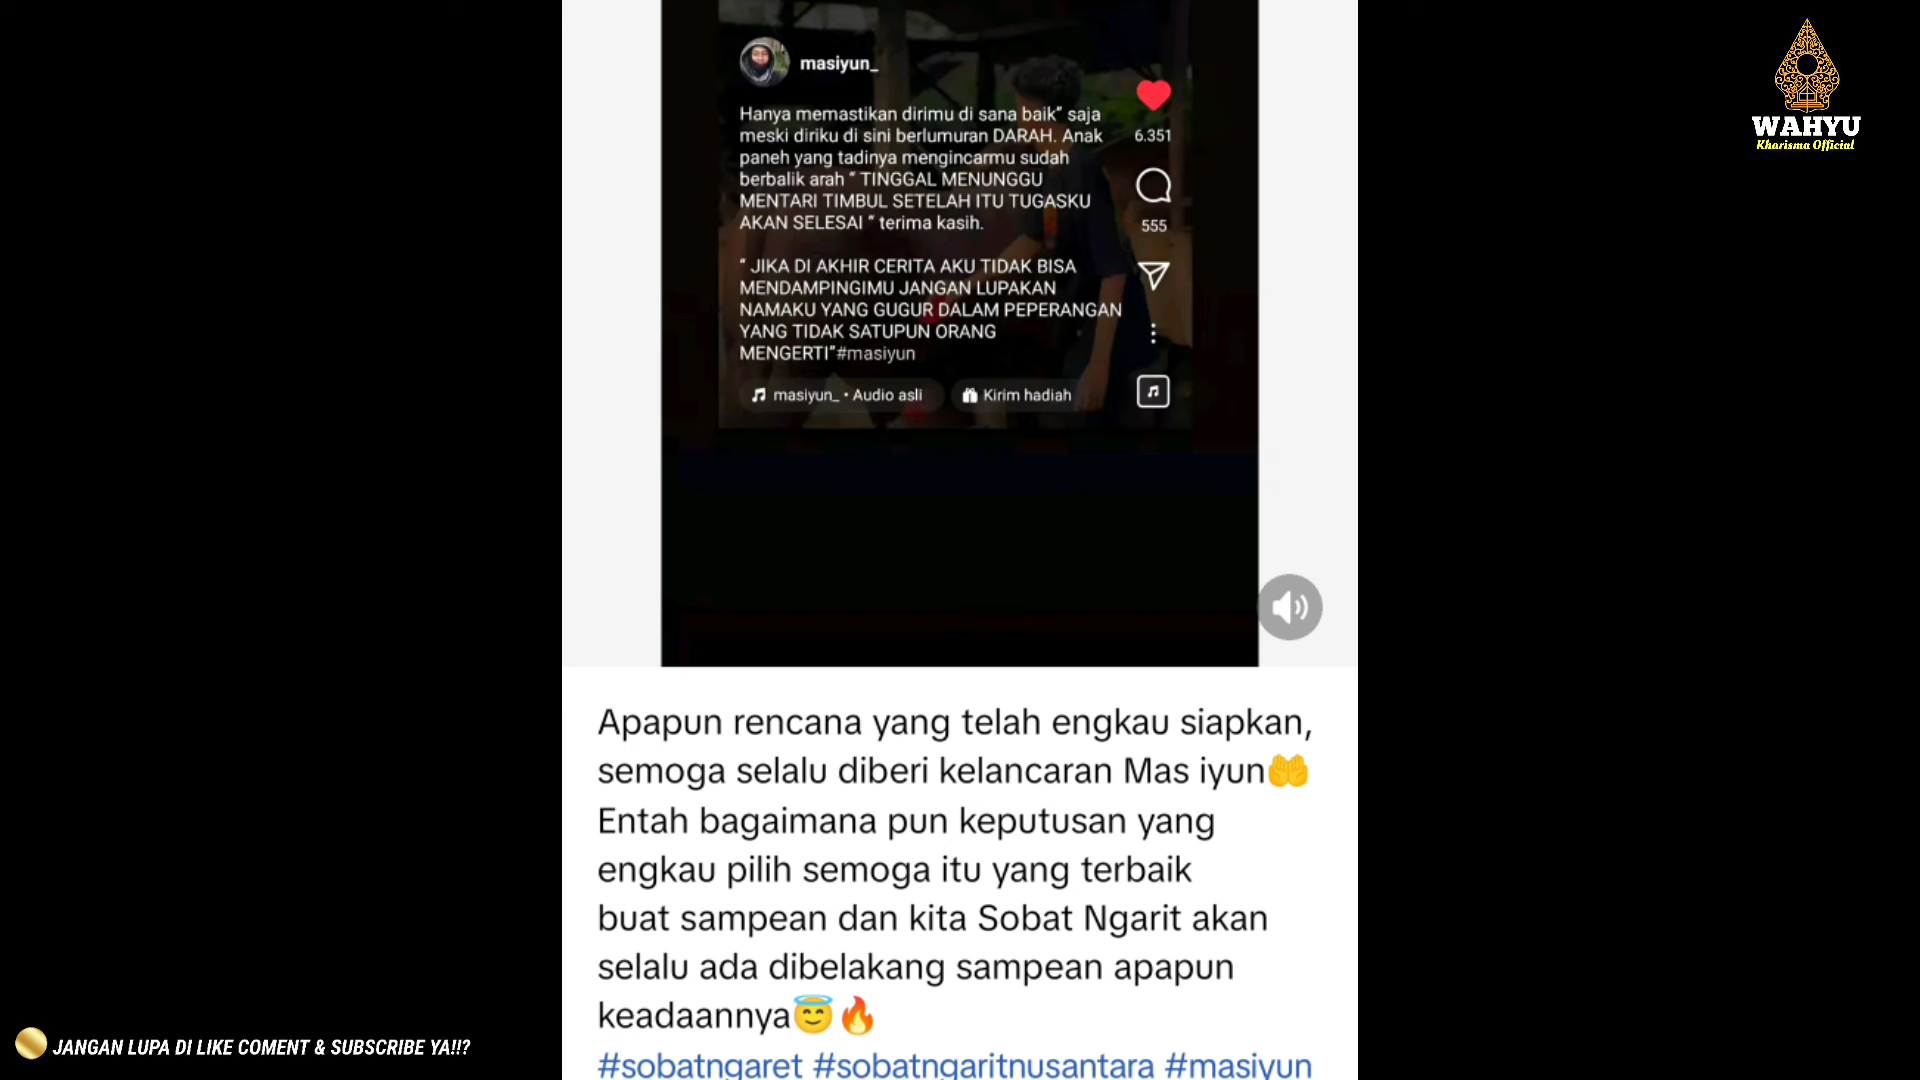 masiyun_
Hanya memastikan dirimu di sana baik” saja
meski diriku di sini berlumuran DARAH. Anak
paneh yang tadinya mengincarmu sudah
berbalik arah “ TINGGAL MENUNGGU
MENTARI TIMBUL SETELAH ITU TUGASKU
AKAN SELESAI “ terima kasih.
“ JIKA DI AKHIR CERITA AKU TIDAK BISA
MENDAMPINGIMU JANGAN LUPAKAN
NAMAKU YANG GUGUR DALAM PEPERANGAN
YANG TIDAK SATUPUN ORANG
MENGERTI”#masiyun
masiyun_ • Audio asli
Kirim hadiah
6.351
555
WAHYU
Kharisma Official
Apapun rencana yang telah engkau siapkan,
semoga selalu diberi kelancaran Mas iyun🤲
Entah bagaimana pun keputusan yang
engkau pilih semoga itu yang terbaik
buat sampean dan kita Sobat Ngarit akan
selalu ada dibelakang sampean apapun
keadaannya😇🔥
#sobatngaret #sobatngaritnusantara #masiyun
JANGAN LUPA DI LIKE COMENT & SUBSCRIBE YA!!?